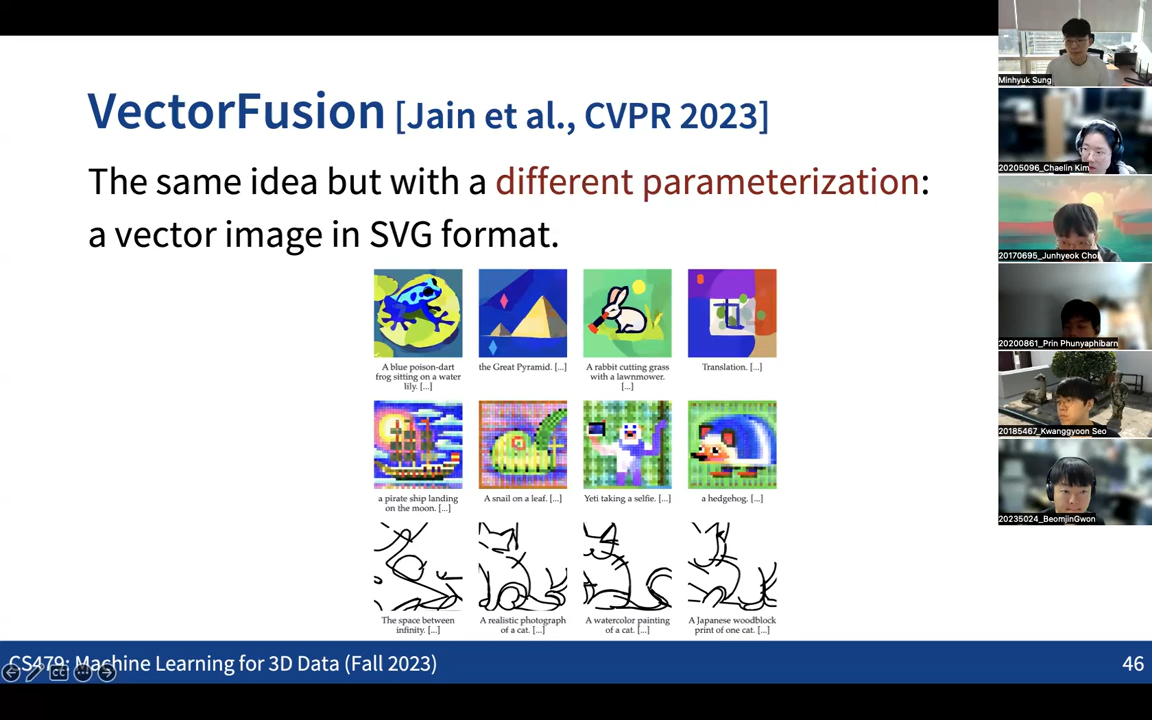 VectorFusion [Jain et al., CVPR 2023]
The same idea but with a different parameterization:
a vector image in SVG format.
A blue poison-dart
frog sitting on a water
lily. [...]
the Great Pyramid. [...]
A rabbit cutting grass
with a lawnmower.
[...]
Translation. [...]
a pirate ship landing
on the moon. [...]
A snail on a leaf. [...]
Yeti taking a selfie. [...]
a hedgehog. [...]
The space between
infinity. [...]
A realistic photograph
of a cat. [...]
A watercolor painting
of a cat. [...]
A Japanese woodblock
print of one cat. [...]
CS479: Machine Learning for 3D Data (Fall 2023)
46
CC
Minhyuk Sung
20205096_Chaelin Kim
20170695_Junhyeok Choi
20200861_Prin Phunyaphibarn
20185467_Kwanggyoon Seo
20235024_BeomjinGwon